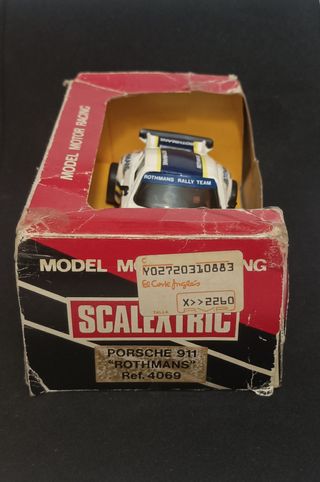 MODEL MOTOR RACING
ROTHMANS RALLY TEAM
MODEL MO
NG
C
Y02720310883
El Corte Inglés
X>>2260
TALLA
P.V.P.
SCALEXTRIC
PORSCHE 911
"ROTHMANS"
Ref. 4069